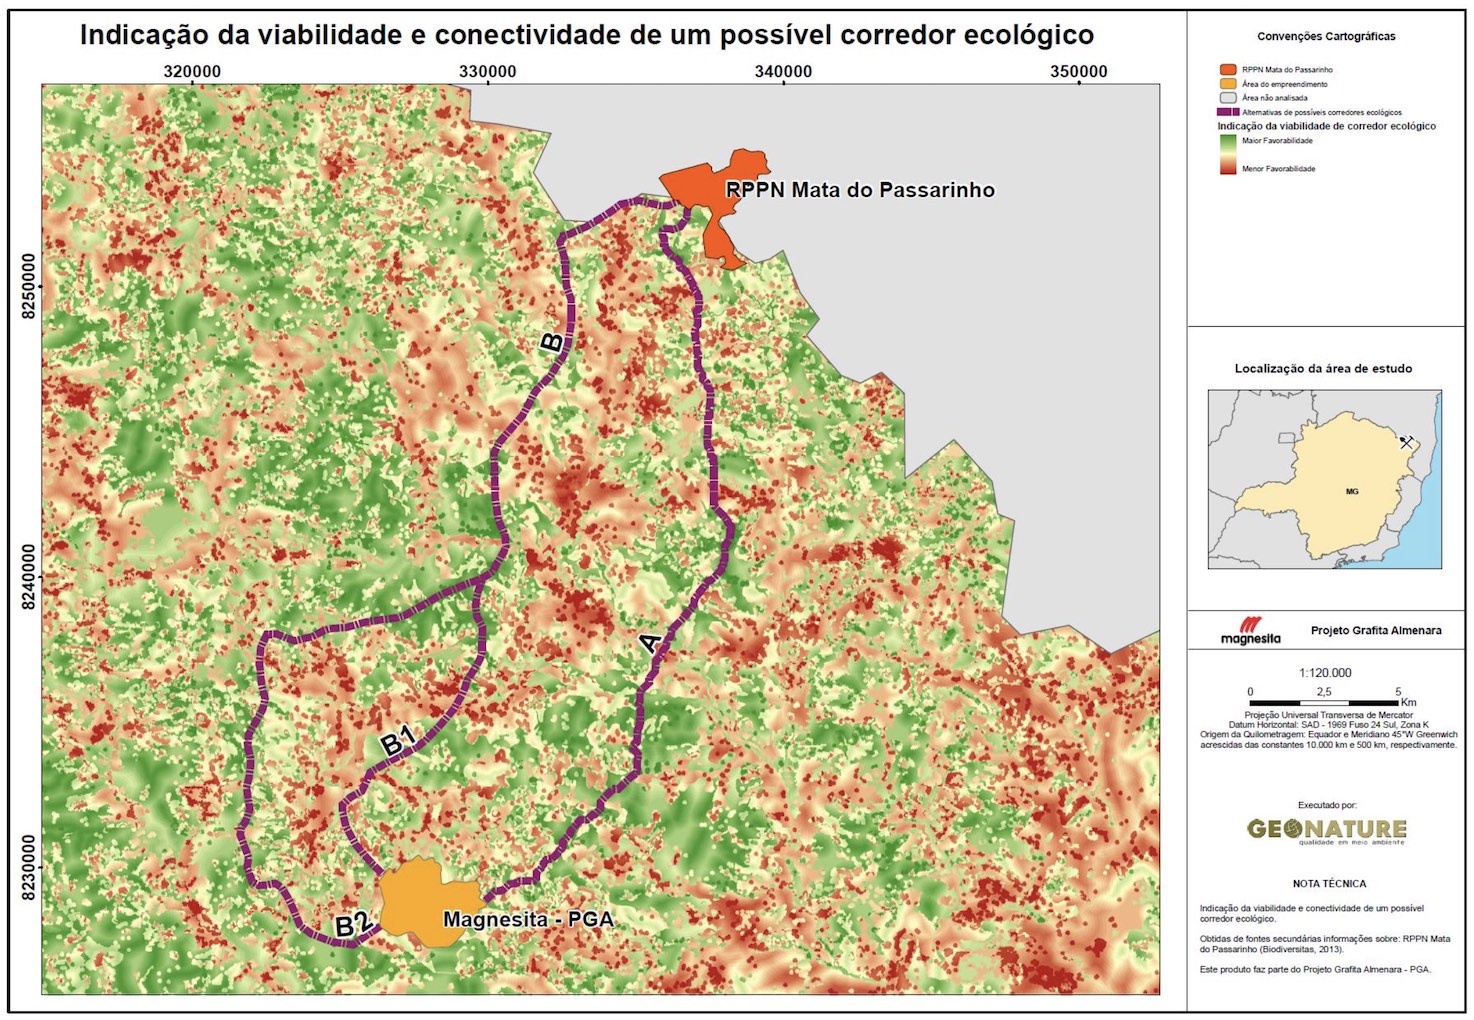 Indicação da viabilidade e conectividade de um possível corredor ecológico
320000
330000
340000
350000
8250000
8240000
8230000
RPPN Mata do Passarinho
B
A
B1
B2
Magnesita - PGA
Convenções Cartográficas
RPPN Mata do Passarinho
Área do empreendimento
Área não analisada
Alternativas de possíveis corredores ecológicos
Indicação da viabilidade de corredor ecológico
Maior Favorabilidade
Menor Favorabilidade
Localização da área de estudo
MG
magnesita
Projeto Grafita Almenara
1:120.000
0 2,5 5
Km
Projeção Universal Transversa de Mercator
Datum Horizontal: SAD - 1969 Fuso 24 Sul, Zona K
Origem da Quilometragem: Equador e Meridiano 45°W Greenwich
acrescidas das constantes 10.000 km e 500 km, respectivamente.
Executado por:
GEONATURE
qualidade em meio ambiente
NOTA TÉCNICA
Indicação da viabilidade e conectividade de um possível
corredor ecológico.
Obtidas de fontes secundárias informações sobre: RPPN Mata
do Passarinho (Biodiversitas, 2013).
Este produto faz parte do Projeto Grafita Almenara - PGA.